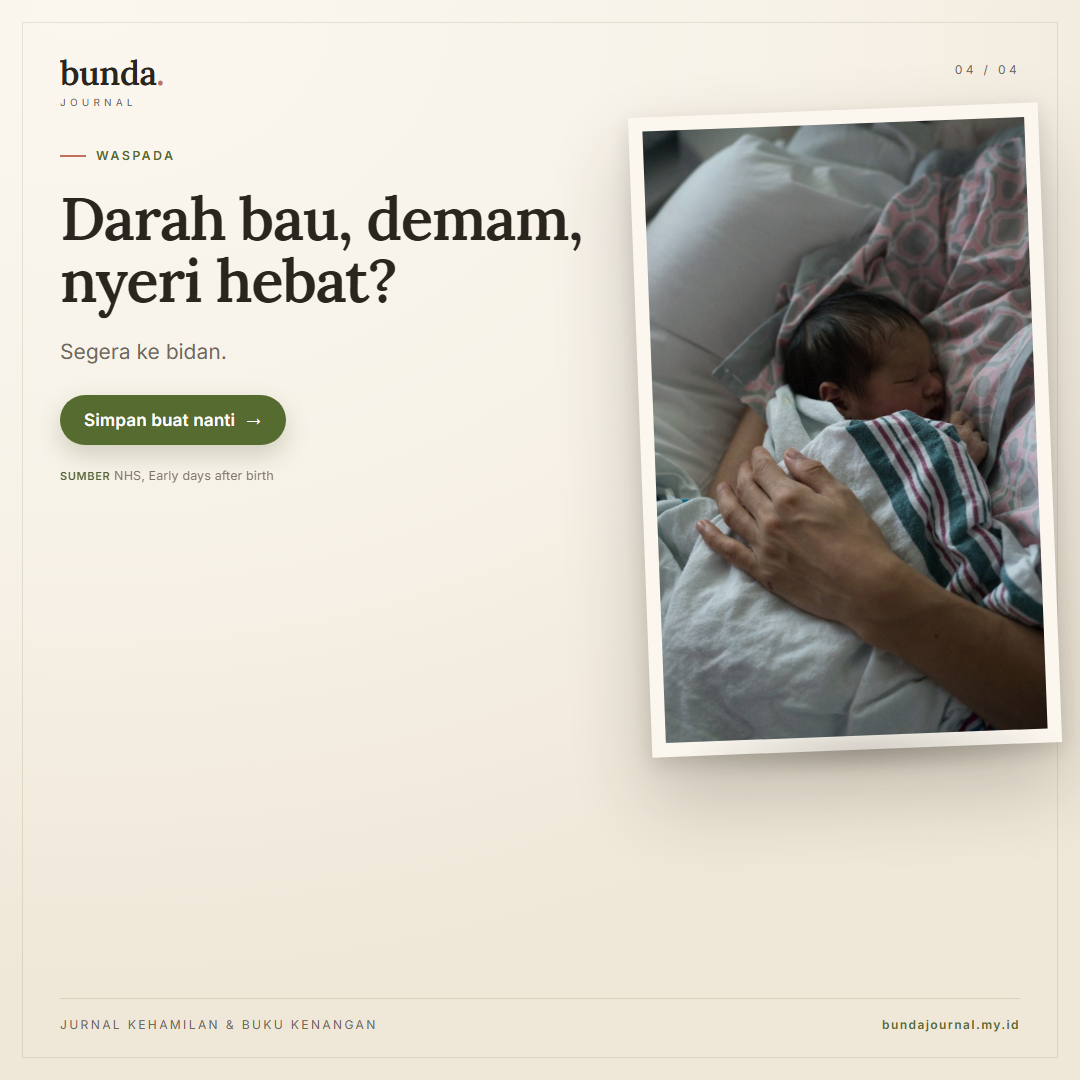 bunda.
JOURNAL
04 / 04
WASPADA
Darah bau, demam,
nyeri hebat?
Segera ke bidan.
Simpan buat nanti →
SUMBER NHS, Early days after birth
JURNAL KEHAMILAN & BUKU KENANGAN
bundajournal.my.id